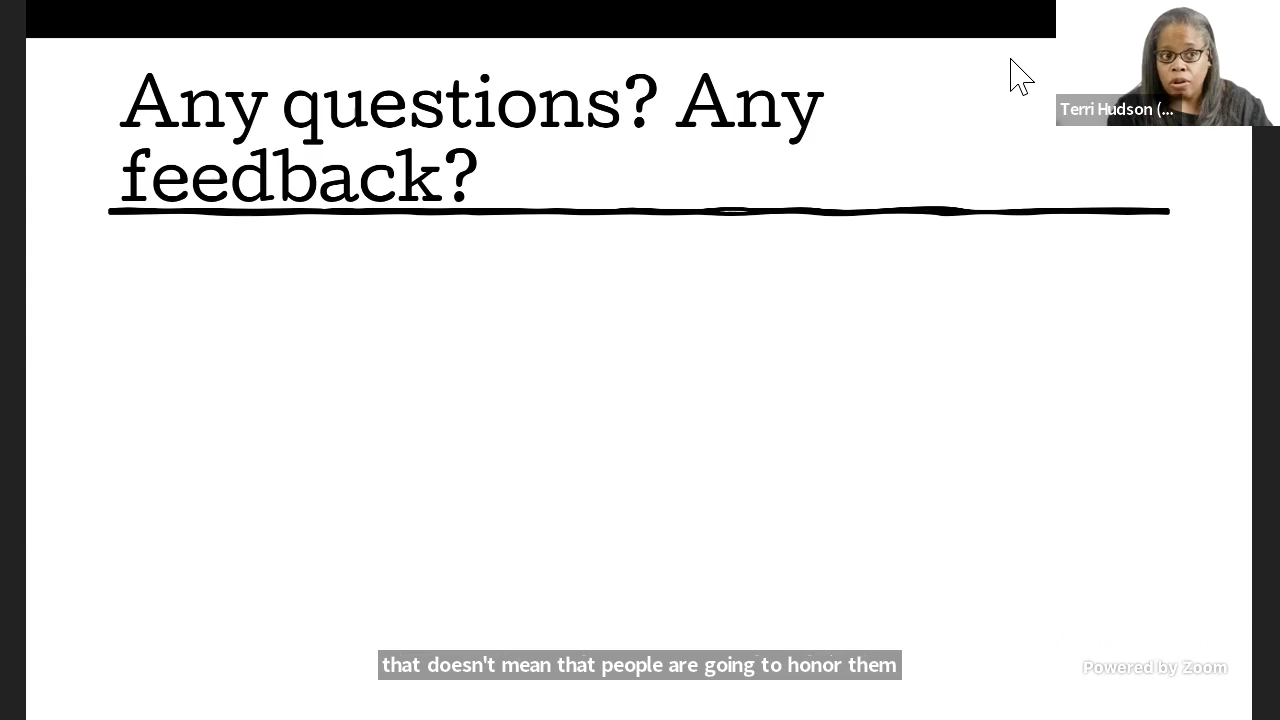 Any questions? Any
feedback?
Terri Hudson (...
that doesn't mean that people are going to honor them
Powered by Zoom